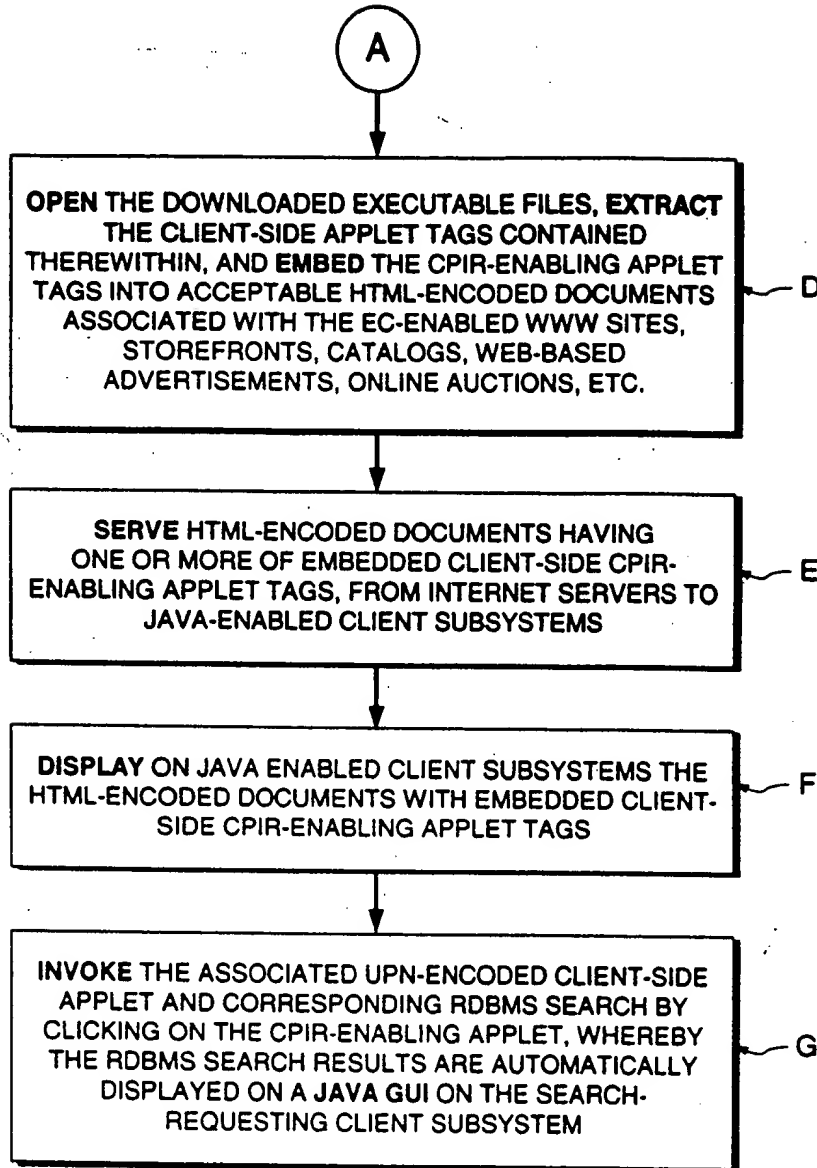 A
OPEN THE DOWNLOADED EXECUTABLE FILES, EXTRACT
THE CLIENT-SIDE APPLET TAGS CONTAINED
THEREWITHIN, AND EMBED THE CPIR-ENABLING APPLET
TAGS INTO ACCEPTABLE HTML-ENCODED DOCUMENTS
ASSOCIATED WITH THE EC-ENABLED WWW SITES,
STOREFRONTS, CATALOGS, WEB-BASED
ADVERTISEMENTS, ONLINE AUCTIONS, ETC.
D
SERVE HTML-ENCODED DOCUMENTS HAVING
ONE OR MORE OF EMBEDDED CLIENT-SIDE CPIR-
ENABLING APPLET TAGS, FROM INTERNET SERVERS TO
JAVA-ENABLED CLIENT SUBSYSTEMS
E
DISPLAY ON JAVA ENABLED CLIENT SUBSYSTEMS THE
HTML-ENCODED DOCUMENTS WITH EMBEDDED CLIENT-
SIDE CPIR-ENABLING APPLET TAGS
F
INVOKE THE ASSOCIATED UPN-ENCODED CLIENT-SIDE
APPLET AND CORRESPONDING RDBMS SEARCH BY
CLICKING ON THE CPIR-ENABLING APPLET, WHEREBY
THE RDBMS SEARCH RESULTS ARE AUTOMATICALLY
DISPLAYED ON A JAVA GUI ON THE SEARCH-
REQUESTING CLIENT SUBSYSTEM
G